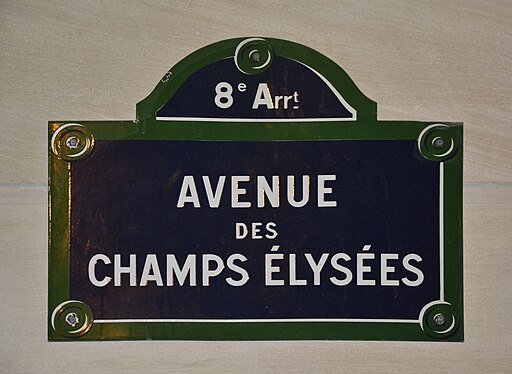 8e Arrt
AVENUE
DES
CHAMPS ÉLYSÉES